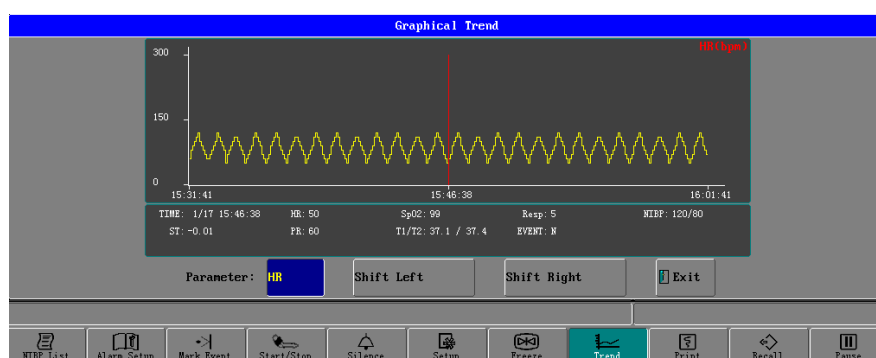 Graphical Trend
HR(bpm)
300
150
0
15:31:41 15:46:38 16:01:41
TIME: 1/17 15:46:38 HR: 50 SpO2: 99 Resp: 5 NIBP: 120/80
ST: -0.01 PR: 60 T1/T2: 37.1 / 37.4 EVENT: N
Parameter: HR Shift Left Shift Right Exit
NIBP List Alarm Setup Mark Event Start/Stop Silence Setup Freeze Trend Print Recall Pause